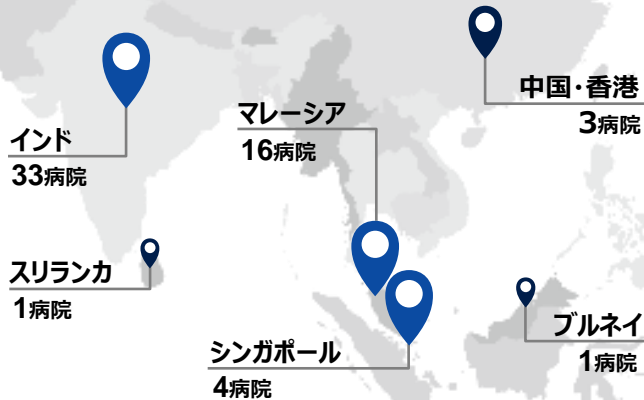 中国・香港
3病院
マレーシア
16病院
インド
33病院
スリランカ
1病院
ブルネイ
1病院
シンガポール
4病院